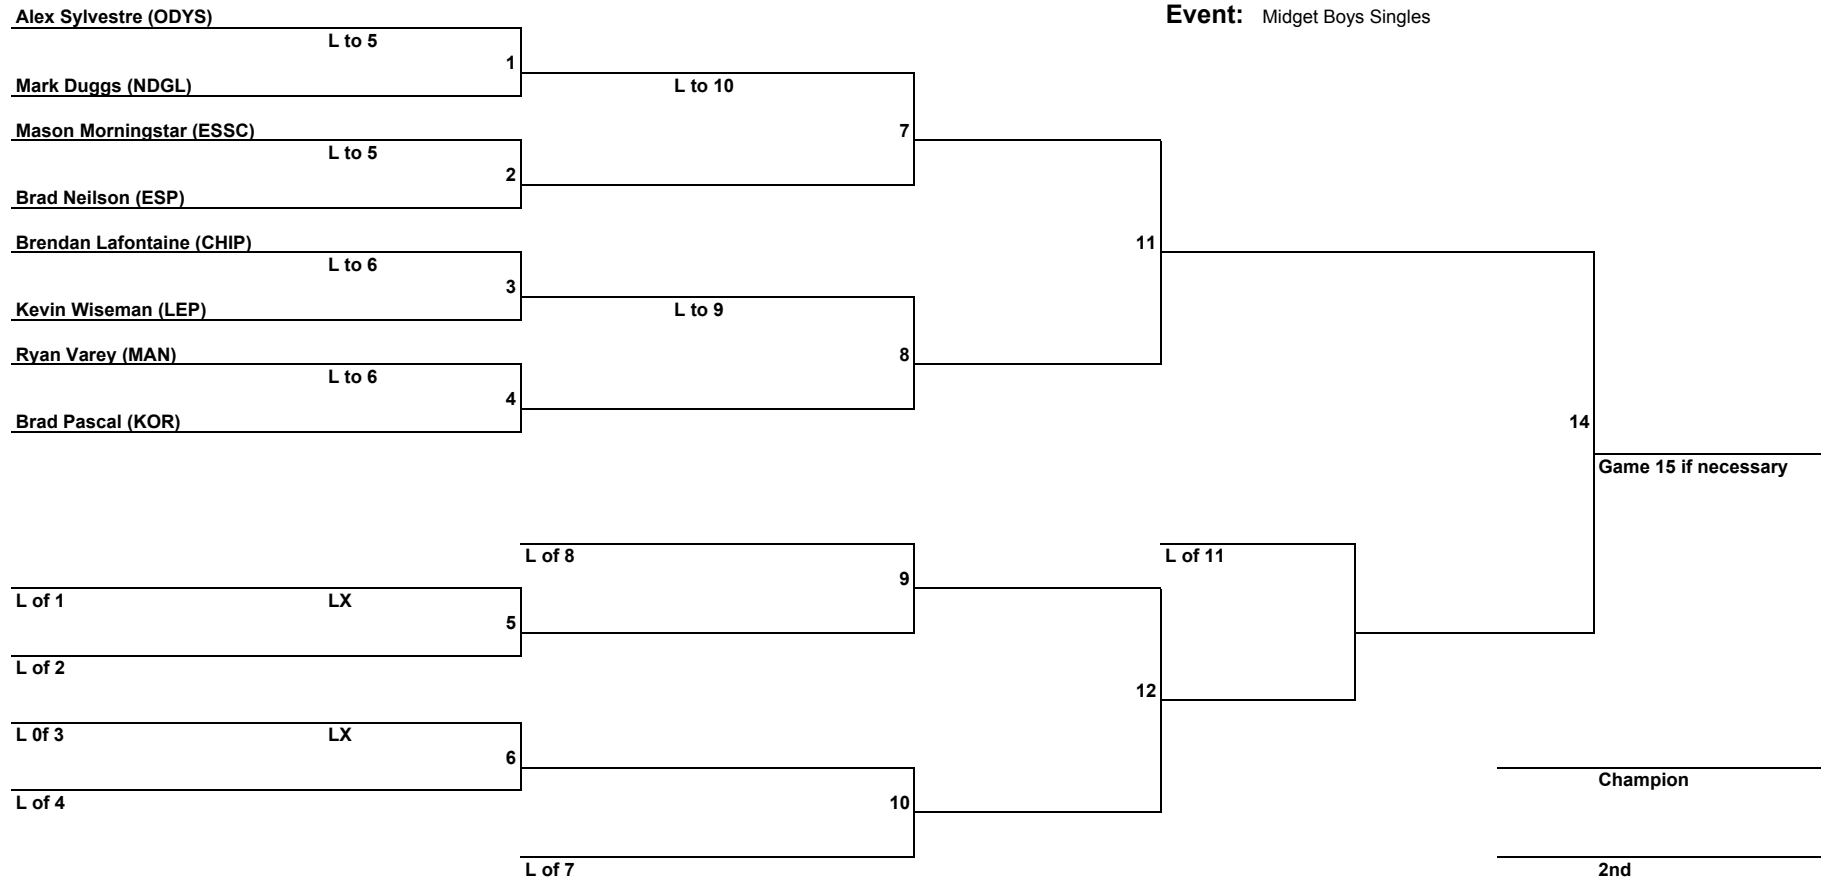 Alex Sylvestre (ODYS)
Event: Midget Boys Singles
L to 5
1
Mark Duggs (NDGL)
L to 10
Mason Morningstar (ESSC)
7
L to 5
2
Brad Neilson (ESP)
Brendan Lafontaine (CHIP)
11
L to 6
3
Kevin Wiseman (LEP)
L to 9
Ryan Varey (MAN)
8
L to 6
4
Brad Pascal (KOR)
14
Game 15 if necessary
L of 8
L of 11
9
L of 1
LX
5
L of 2
12
L 0f 3
LX
6
Champion
L of 4
10
L of 7
2nd